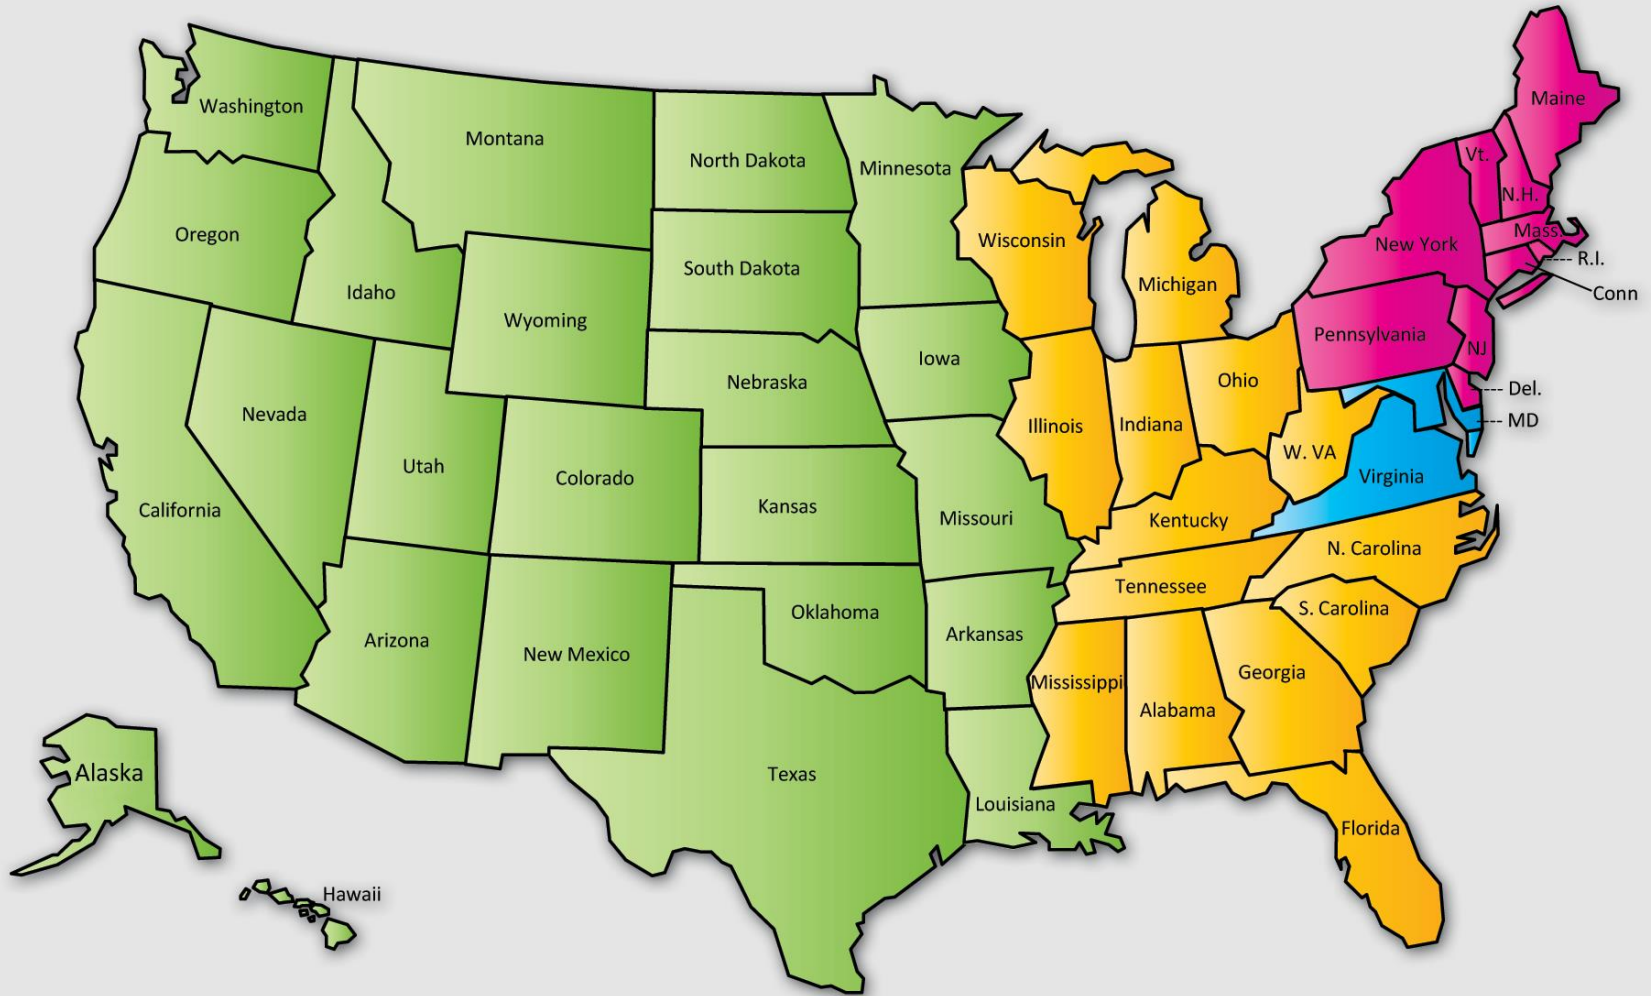 Washington
Montana
North Dakota
Minnesota
Maine
Vt.
N.H.
Oregon
Idaho
Wyoming
South Dakota
Wisconsin
Michigan
New York
Mass.
--- R.I.
Conn
Pennsylvania
NJ
Iowa
Nebraska
Ohio
--- Del.
--- MD
Nevada
Utah
Colorado
Illinois
Indiana
W. VA
Virginia
California
Kansas
Missouri
Kentucky
N. Carolina
Tennessee
S. Carolina
Arizona
New Mexico
Oklahoma
Arkansas
Mississippi
Alabama
Georgia
Alaska
Texas
Louisiana
Florida
Hawaii